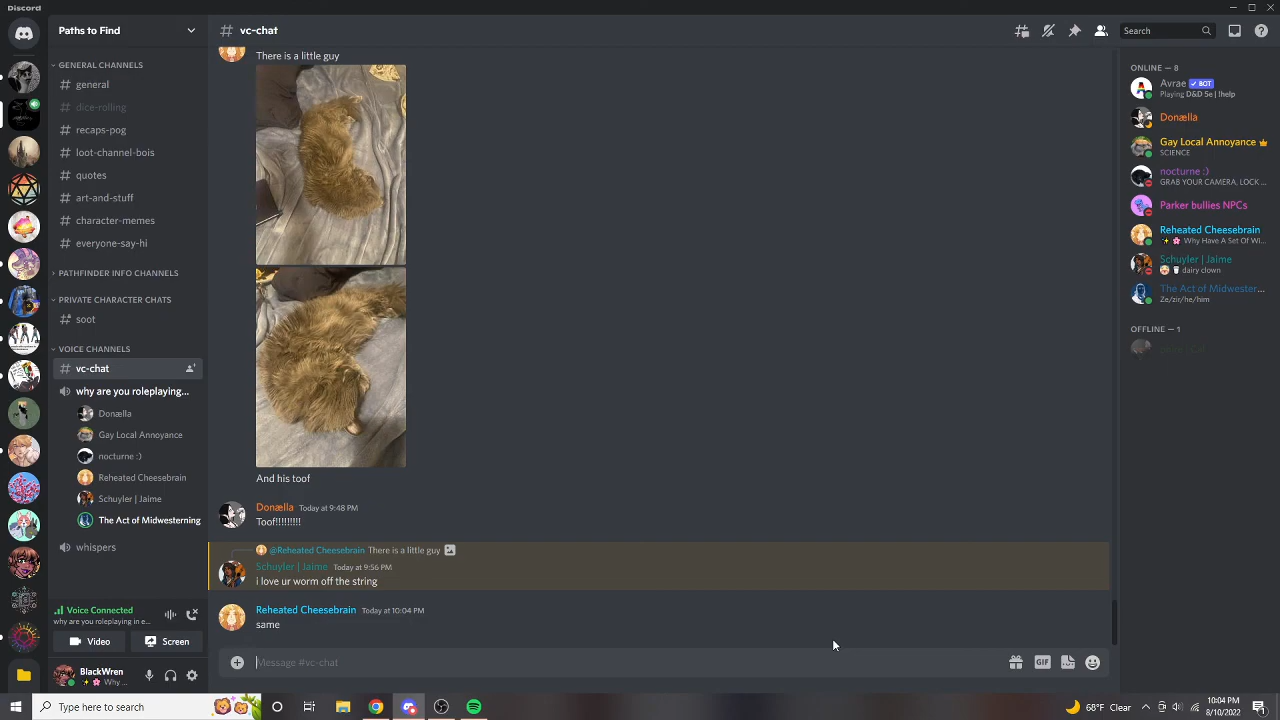 Discord
Paths to Find
GENERAL CHANNELS
general
dice-rolling
recaps-pog
loot-channel-bois
quotes
art-and-stuff
character-memes
everyone-say-hi
PATHFINDER INFO CHANNELS
PRIVATE CHARACTER CHATS
soot
VOICE CHANNELS
vc-chat
why are you roleplaying...
Donælla
Gay Local Annoyance
nocturne :)
Reheated Cheesebrain
Schuyler | Jaime
The Act of Midwesterning
whispers
Voice Connected
why are you roleplaying in e...
Video
Screen
BlackWren
Why ...
# vc-chat
Search
There is a little guy
And his toof
Donælla Today at 9:48 PM
Toof!!!!!!!!!
@Reheated Cheesebrain There is a little guy
Schuyler | Jaime Today at 9:56 PM
i love ur worm off the string
Reheated Cheesebrain Today at 10:04 PM
same
Message #vc-chat
GIF
ONLINE — 8
Avrae BOT
Playing D&D 5e | !help
Donælla
Gay Local Annoyance
SCIENCE
nocturne :)
GRAB YOUR CAMERA, LOCK ...
Parker bullies NPCs
Reheated Cheesebrain
Why Have A Set Of Wi...
Schuyler | Jaime
dairy clown
The Act of Midwester...
Ze/zir/he/him
OFFLINE — 1
Type here to search
68°F Clear
10:04 PM
8/10/2022